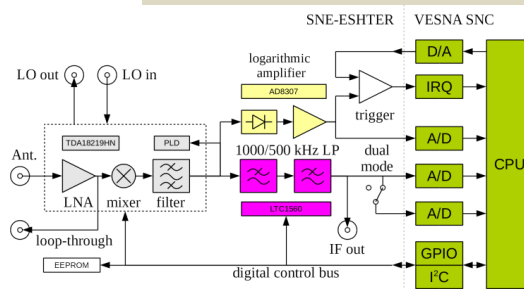 SNE-ESHTER
VESNA SNC
LO out
LO in
logarithmic
amplifier
AD8307
D/A
IRQ
trigger
TDA18219HN
PLD
A/D
CPU
Ant.
1000/500 kHz LP
dual
mode
A/D
LNA
mixer
filter
LTC1560
A/D
loop-through
IF out
GPIO
EEPROM
digital control bus
I²C